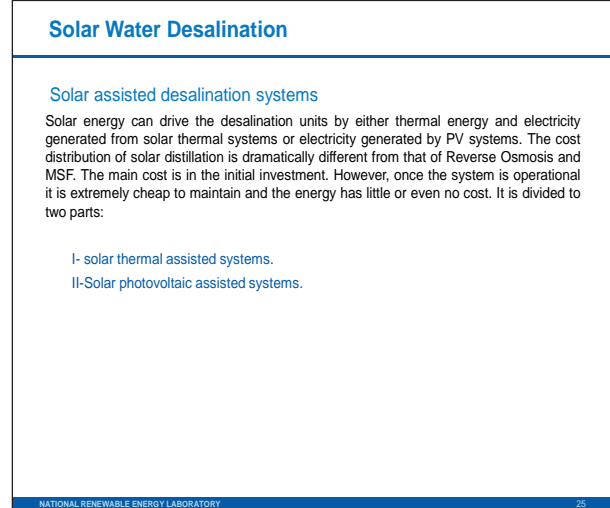 Solar Water Desalination
Solar assisted desalination systems
Solar energy can drive the desalination units by either thermal energy and electricity
generated from solar thermal systems or electricity generated by PV systems. The cost
distribution of solar distillation is dramatically different from that of Reverse Osmosis and
MSF. The main cost is in the initial investment. However, once the system is operational
it is extremely cheap to maintain and the energy has little or even no cost. It is divided to
two parts:
I- solar thermal assisted systems.
II-Solar photovoltaic assisted systems.
NATIONAL RENEWABLE ENERGY LABORATORY 25